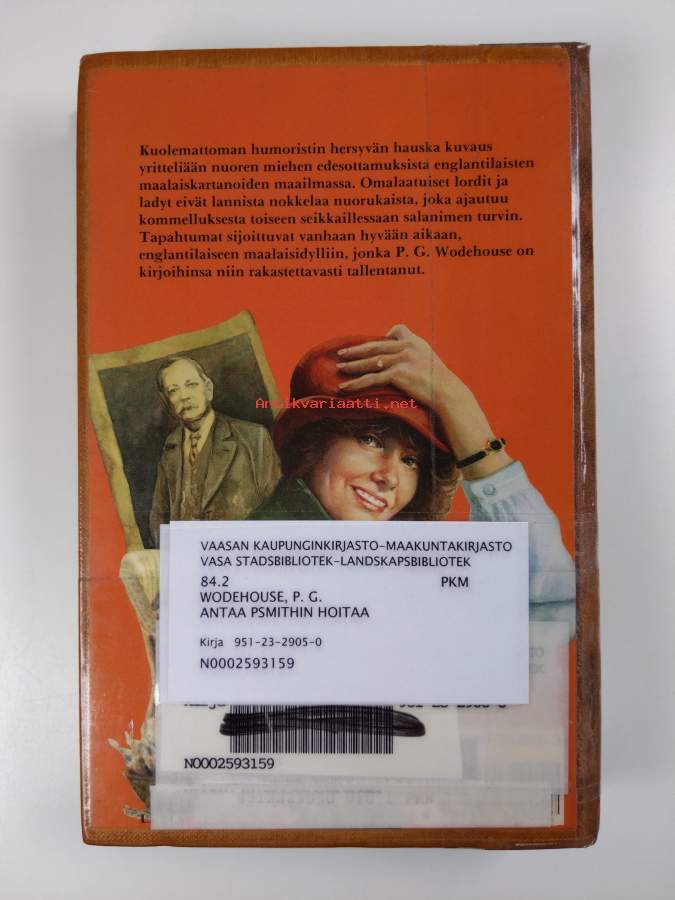 Kuolemattoman humoristin hersyvän hauska kuvaus
yritteliään nuoren miehen edesottamuksista englantilaisten
maalaiskartanoiden maailmassa. Omalaatuiset lordit ja
ladyt eivät lannista nokkelaa nuorukaista, joka ajautuu
kommelluksesta toiseen seikkaillessaan salanimen turvin.
Tapahtumat sijoittuvat vanhaan hyvään aikaan,
englantilaiseen maalaisidylliin, jonka P. G. Wodehouse on
kirjoihinsa niin rakastettavasti tallentanut.
Antikvariaatti.net
VAASAN KAUPUNGINKIRJASTO-MAAKUNTAKIRJASTO
VASA STADSBIBLIOTEK-LANDSKAPSBIBLIOTEK
84.2 PKM
WODEHOUSE, P. G.
ANTAA PSMITHIN HOITAA
Kirja 951-23-2905-0
N0002593159
N0002593159